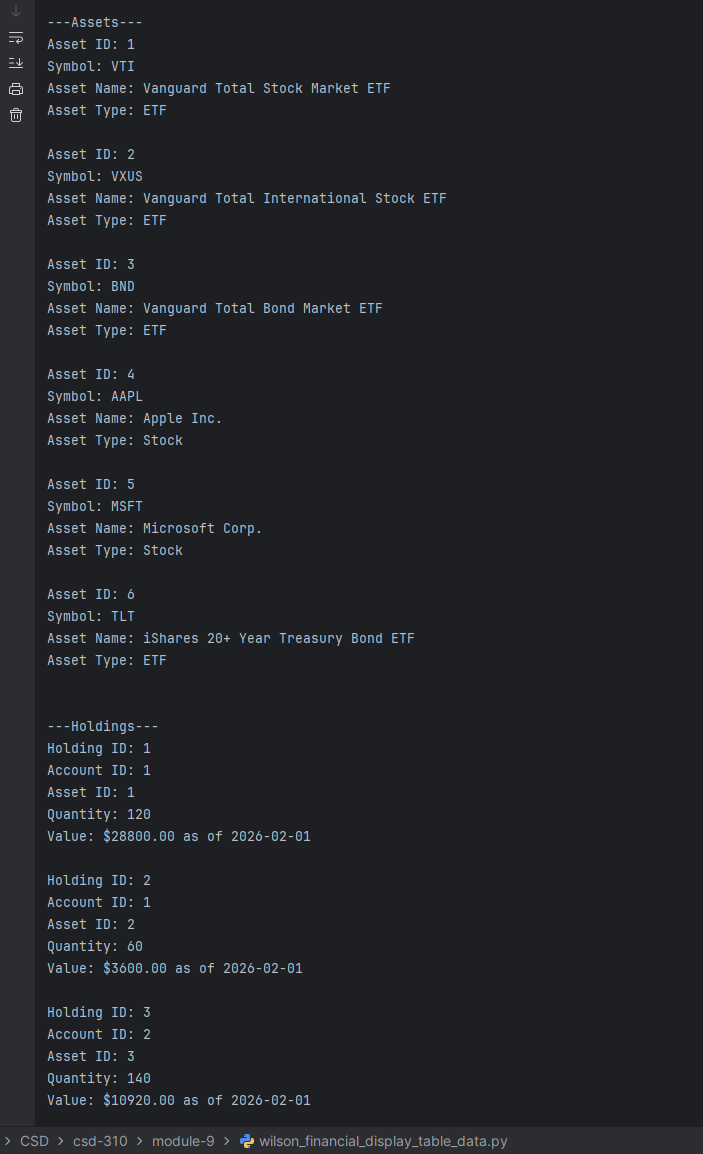 ---Assets---
Asset ID: 1
Symbol: VTI
Asset Name: Vanguard Total Stock Market ETF
Asset Type: ETF
Asset ID: 2
Symbol: VXUS
Asset Name: Vanguard Total International Stock ETF
Asset Type: ETF
Asset ID: 3
Symbol: BND
Asset Name: Vanguard Total Bond Market ETF
Asset Type: ETF
Asset ID: 4
Symbol: AAPL
Asset Name: Apple Inc.
Asset Type: Stock
Asset ID: 5
Symbol: MSFT
Asset Name: Microsoft Corp.
Asset Type: Stock
Asset ID: 6
Symbol: TLT
Asset Name: iShares 20+ Year Treasury Bond ETF
Asset Type: ETF
---Holdings---
Holding ID: 1
Account ID: 1
Asset ID: 1
Quantity: 120
Value: $28800.00 as of 2026-02-01
Holding ID: 2
Account ID: 1
Asset ID: 2
Quantity: 60
Value: $3600.00 as of 2026-02-01
Holding ID: 3
Account ID: 2
Asset ID: 3
Quantity: 140
Value: $10920.00 as of 2026-02-01
> CSD > csd-310 > module-9 > wilson_financial_display_table_data.py